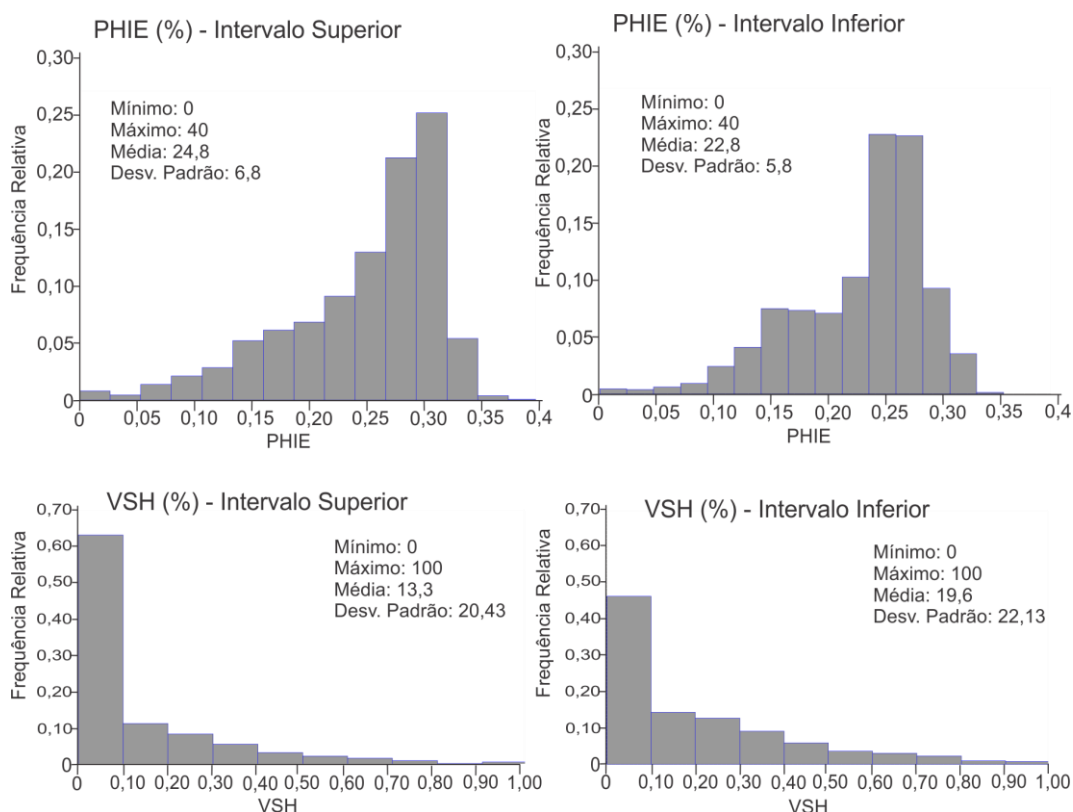 PHIE (%) - Intervalo Superior
Frequência Relativa
0,30
0,25
0,20
0,15
0,10
0,05
0
Mínimo: 0
Máximo: 40
Média: 24,8
Desv. Padrão: 6,8
0 0,05 0,10 0,15 0,20 0,25 0,30 0,35 0,4
PHIE
PHIE (%) - Intervalo Inferior
Frequência Relativa
0,30
0,25
0,20
0,15
0,10
0,05
0
Mínimo: 0
Máximo: 40
Média: 22,8
Desv. Padrão: 5,8
0 0,05 0,10 0,15 0,20 0,25 0,30 0,35 0,4
PHIE
VSH (%) - Intervalo Superior
Frequência Relativa
0,70
0,60
0,50
0,40
0,30
0,20
0,10
0
Mínimo: 0
Máximo: 100
Média: 13,3
Desv. Padrão: 20,43
0 0,10 0,20 0,30 0,40 0,50 0,60 0,70 0,80 1,00
VSH
VSH (%) - Intervalo Inferior
Frequência Relativa
0,70
0,60
0,50
0,40
0,30
0,20
0,10
0
Mínimo: 0
Máximo: 100
Média: 19,6
Desv. Padrão: 22,13
0 0,10 0,20 0,30 0,40 0,50 0,60 0,70 0,80 0,90 1,00
VSH